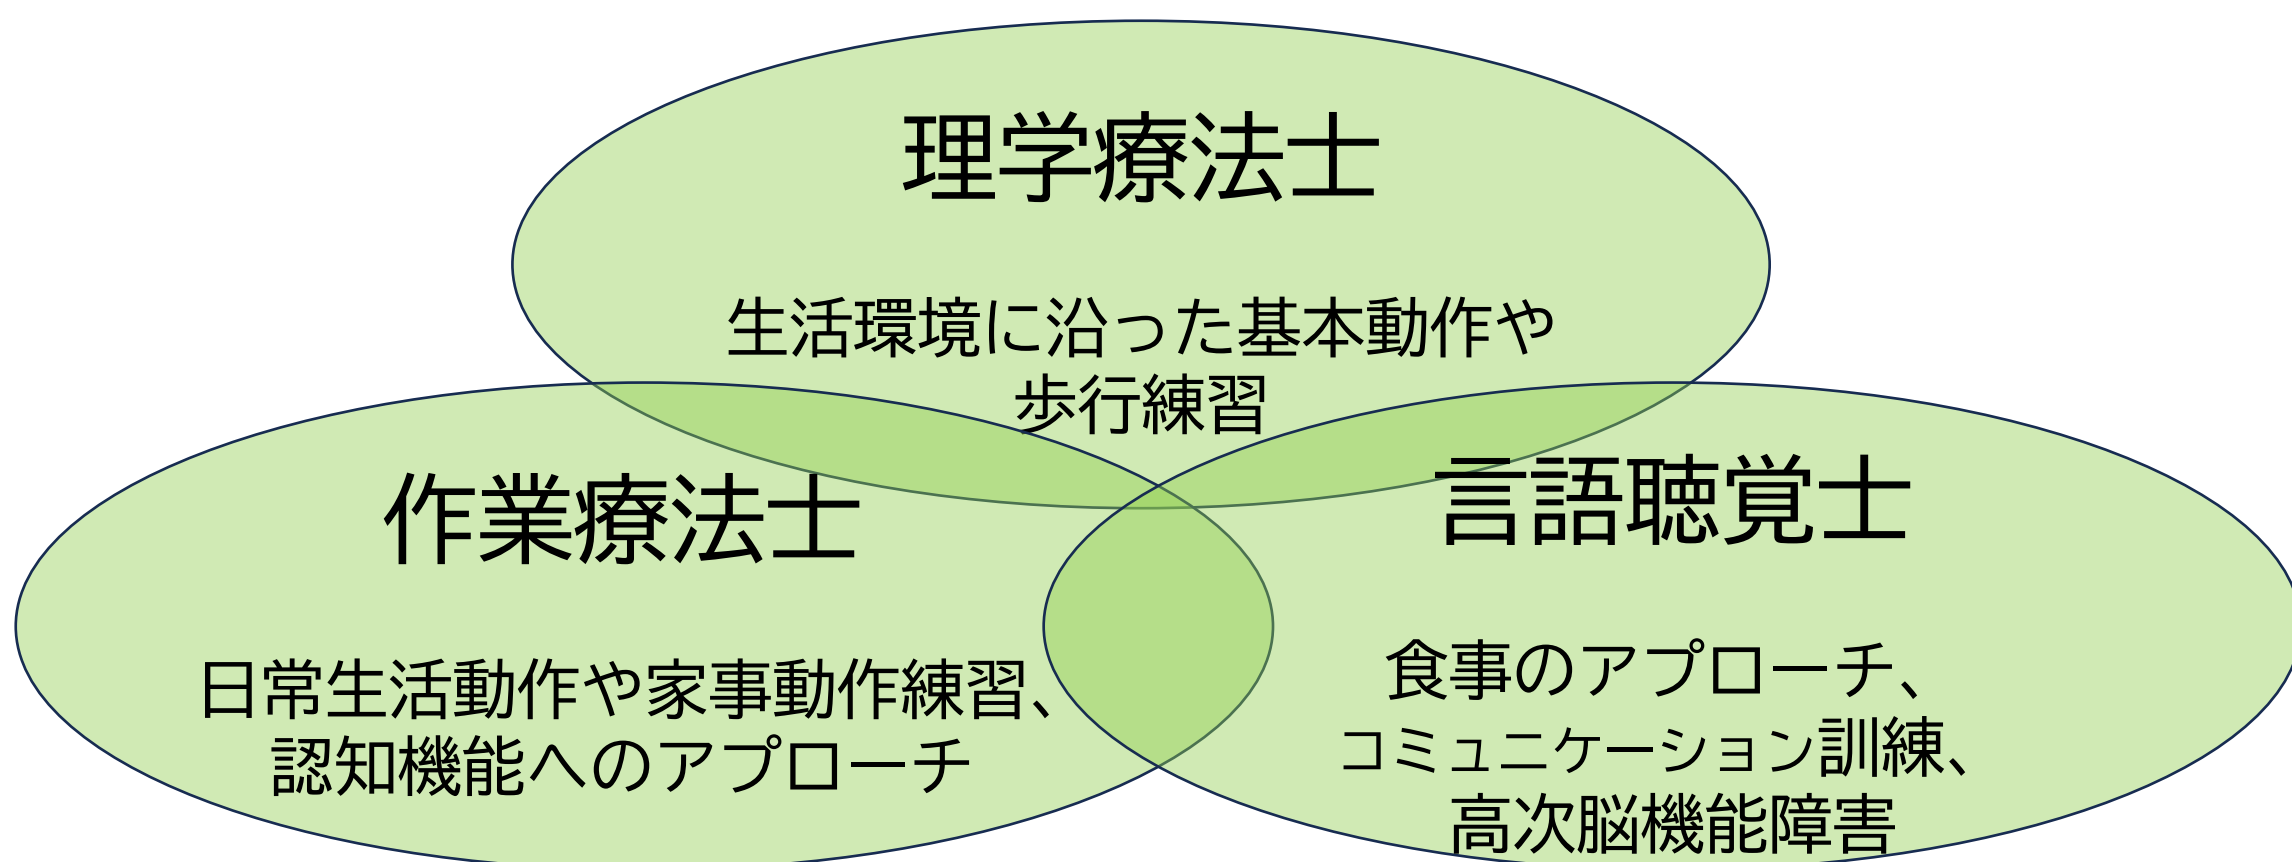 理学療法士
生活環境に沿った基本動作や
歩行練習
作業療法士
日常生活動作や家事動作練習、
認知機能へのアプローチ
言語聴覚士
食事のアプローチ、
コミュニケーション訓練、
高次脳機能障害